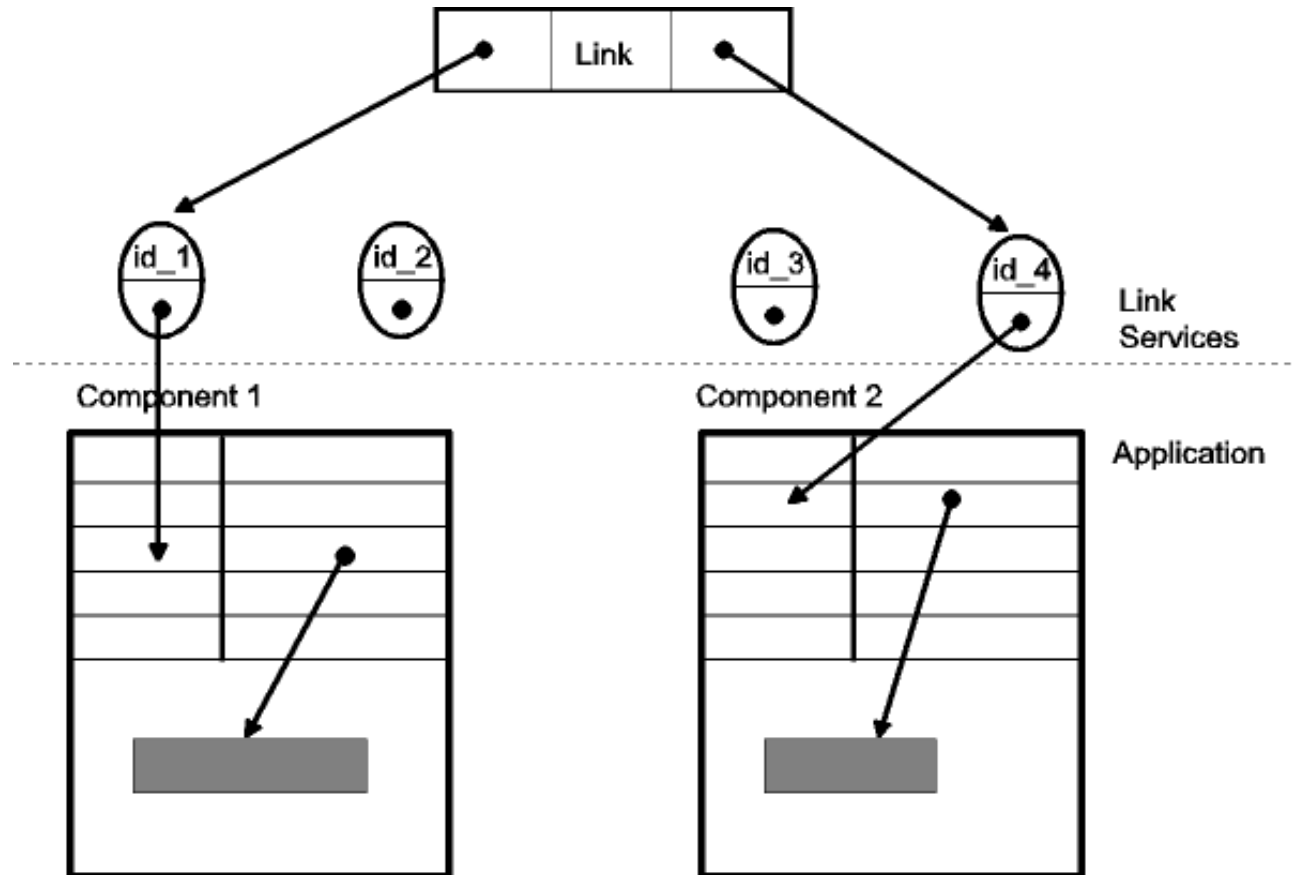 Link
id_1
id_2
id_3
id_4
Link
Services
Component 1
Component 2
Application